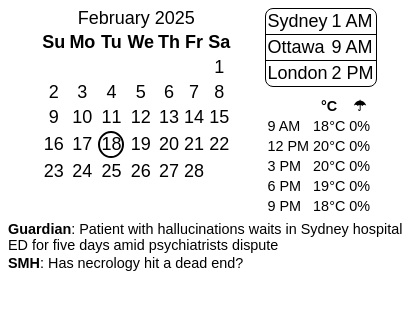 February 2025
Su Mo Tu We Th Fr Sa
1
2 3 4 5 6 7 8
9 10 11 12 13 14 15
16 17 18 19 20 21 22
23 24 25 26 27 28
Sydney 1 AM
Ottawa 9 AM
London 2 PM
°C ☂
9 AM 18°C 0%
12 PM 20°C 0%
3 PM 20°C 0%
6 PM 19°C 0%
9 PM 18°C 0%
Guardian: Patient with hallucinations waits in Sydney hospital
ED for five days amid psychiatrists dispute
SMH: Has necrology hit a dead end?